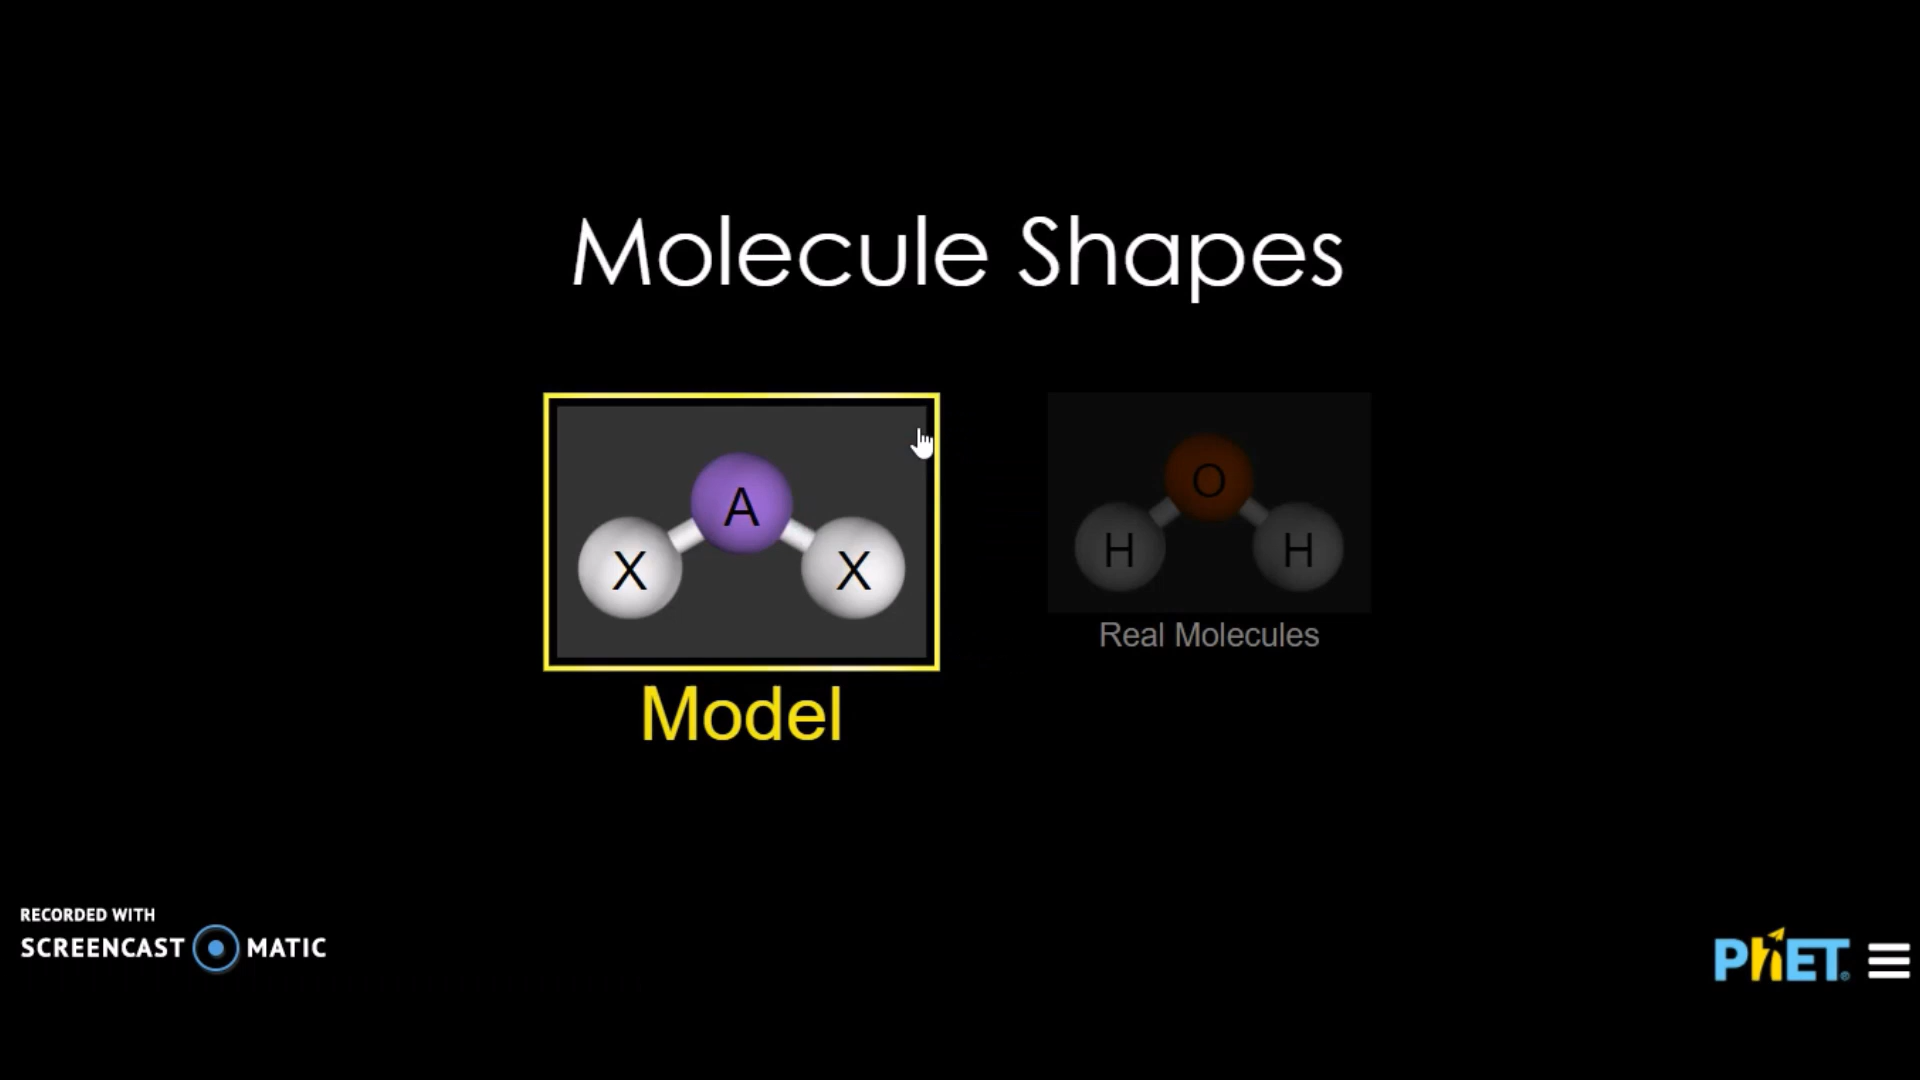 Molecule Shapes
A
X X
O
H H
Model
Real Molecules
RECORDED WITH
SCREENCAST MATIC
PhET